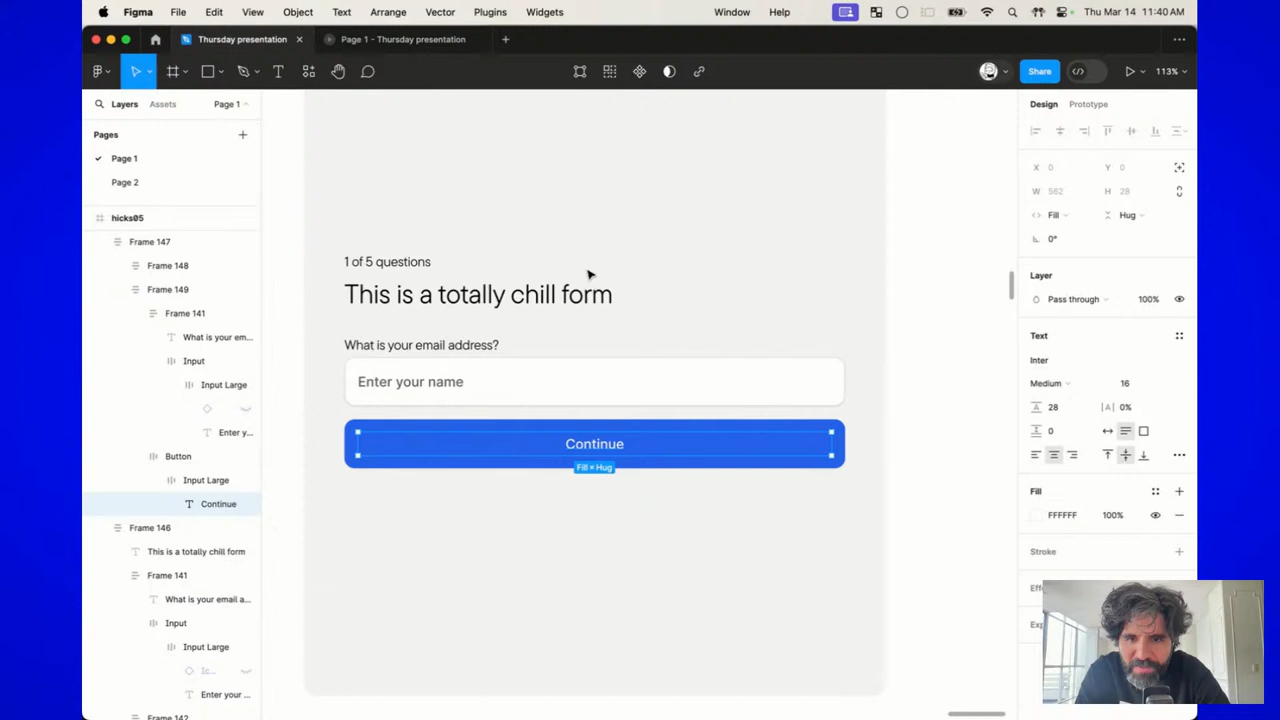 Figma File Edit View Object Text Arrange Vector Plugins Widgets Window Help Thu Mar 14 11:40 AM
Thursday presentation Page 1 - Thursday presentation
Share 113%
Layers Assets Page 1
Design Prototype
Pages
Page 1
Page 2
hicks05
Frame 147
Frame 148
Frame 149
Frame 141
What is your em...
Input
Input Large
Enter y...
Button
Input Large
Continue
Frame 146
This is a totally chill form
Frame 141
What is your email a...
Input
Input Large
Ic...
Enter your ...
Frame 142
1 of 5 questions
This is a totally chill form
What is your email address?
Enter your name
Continue
Fill × Hug
X 0 Y 0
W 562 H 28
Fill Hug
0°
Layer
Pass through 100%
Text
Inter
Medium 16
28 |A| 0%
0
Fill
FFFFFF 100%
Stroke